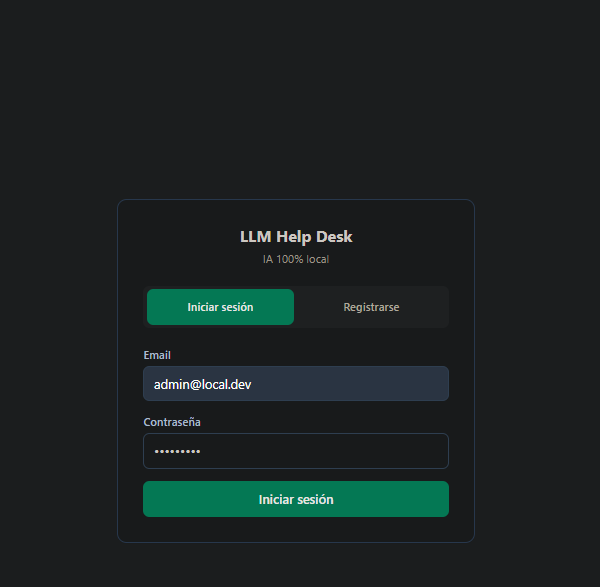 LLM Help Desk
IA 100% local
Iniciar sesión Registrarse
Email
admin@local.dev
Contraseña
•••••••••
Iniciar sesión